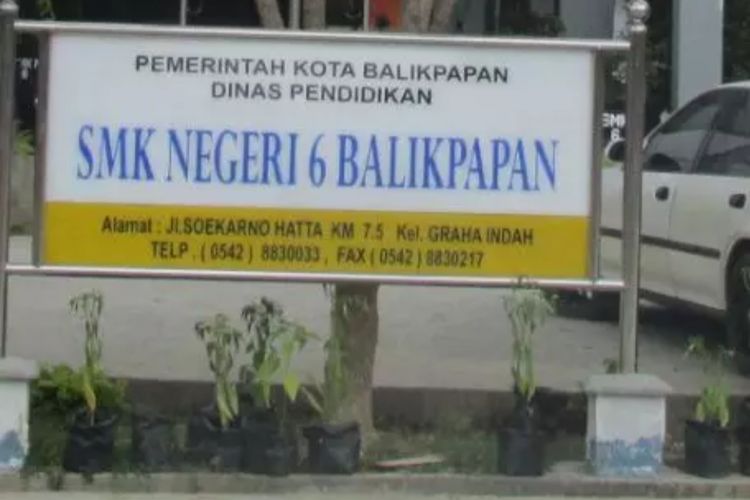 PEMERINTAH KOTA BALIKPAPAN
DINAS PENDIDIKAN
SMK NEGERI 6 BALIKPAPAN
Alamat : Jl.SOEKARNO HATTA KM 7.5 Kel. GRAHA INDAH
TELP . ( 0542 ) 8830033 , FAX ( 0542 ) 8830217